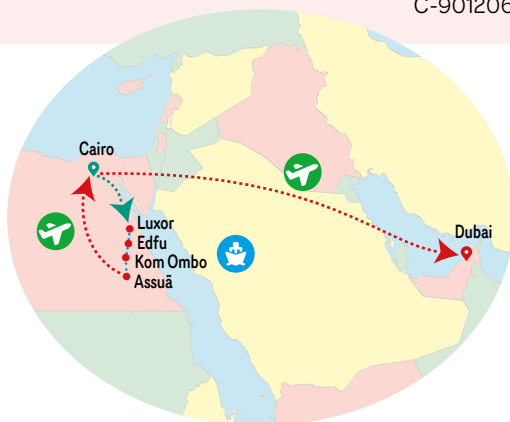 C-901206
Cairo
Luxor
Edfu
Kom Ombo
Assuã
Dubai